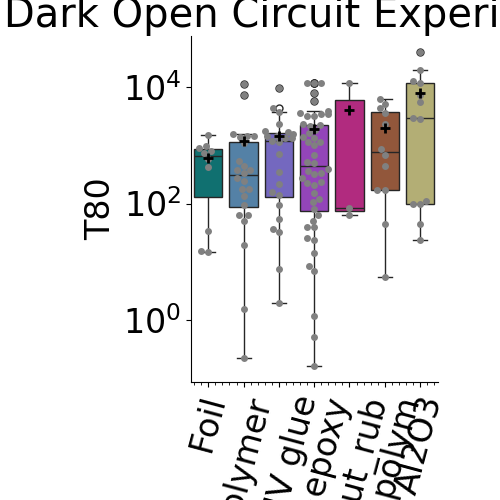 Dark Open Circuit Experi
T80
10⁴
10²
10⁰
Foil
olymer
glue
epoxy
ut_rub
polym
Al2O3